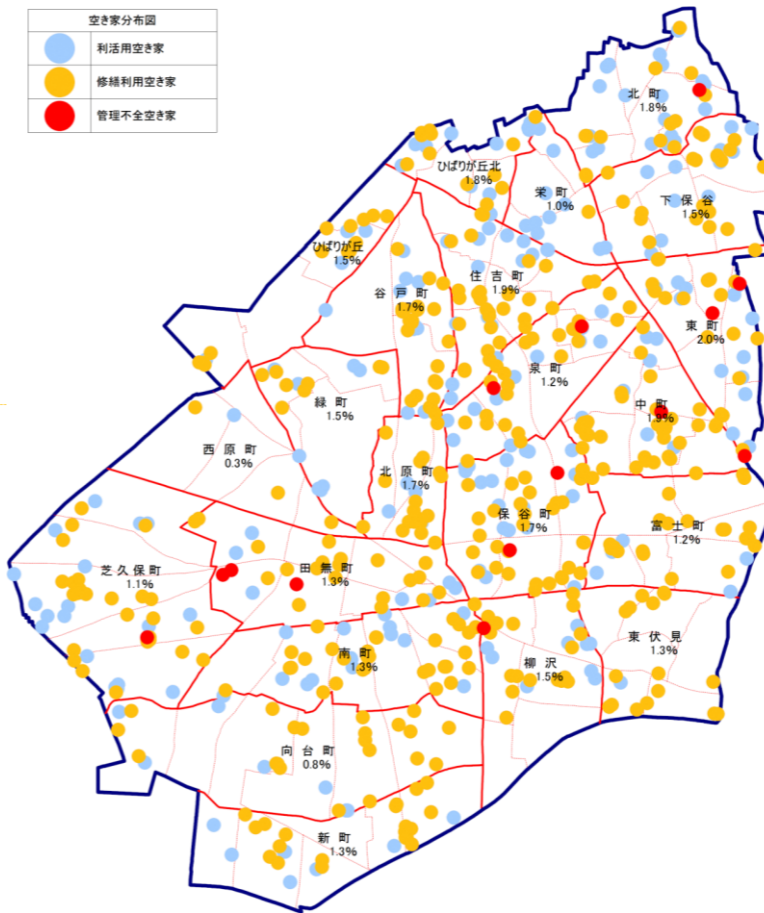 空き家分布図
利活用空き家
修繕利用空き家
管理不全空き家
北 町
1.8%
ひばりが丘北
1.8%
栄 町
1.0%
下 保 谷
1.5%
ひばりが丘
1.5%
住 吉 町
1.9%
谷 戸 町
1.7%
東 町
2.0%
泉 町
1.2%
緑 町
1.5%
中 町
1.9%
西 原 町
0.3%
北 原 町
1.7%
保 谷 町
1.7%
富 士 町
1.2%
芝 久 保 町
1.1%
田 無 町
1.3%
東 伏 見
1.3%
南 町
1.3%
柳 沢
1.5%
向 台 町
0.8%
新 町
1.3%